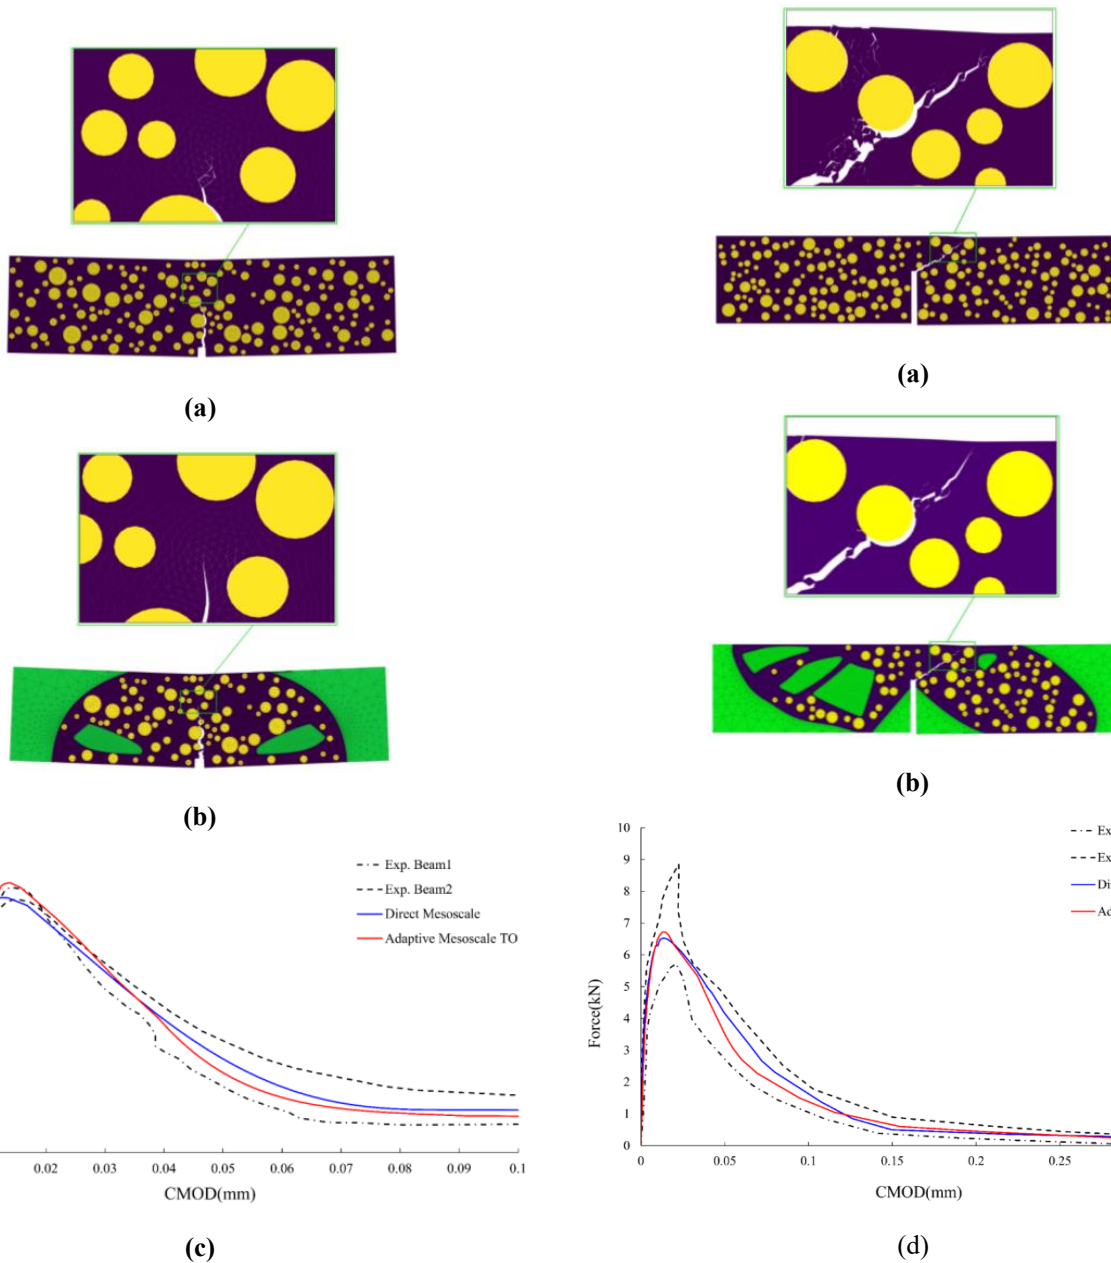 (a)
(a)
(b)
(b)
Exp. Beam1
Exp. Beam2
Direct Mesoscale
Adaptive Mesoscale TO
0.02 0.03 0.04 0.05 0.06 0.07 0.08 0.09 0.1
CMOD(mm)
(c)
10
9
8
7
6
5
4
3
2
1
0
Force(kN)
Ex
Ex
Di
Ad
0 0.05 0.1 0.15 0.2 0.25
CMOD(mm)
(d)